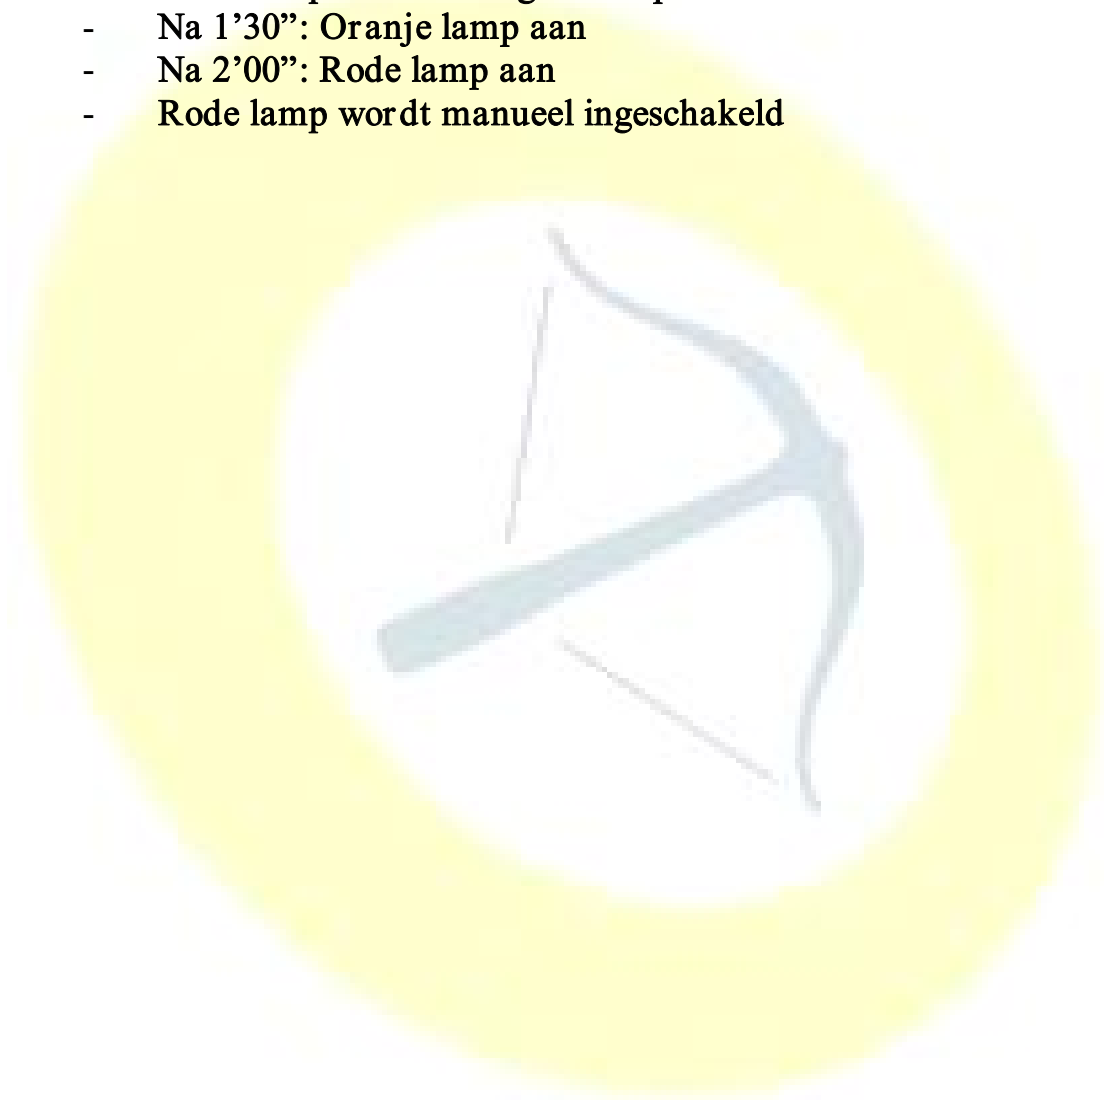 - Na 1’30”: Oranje lamp aan
- Na 2’00”: Rode lamp aan
- Rode lamp wordt manueel ingeschakeld